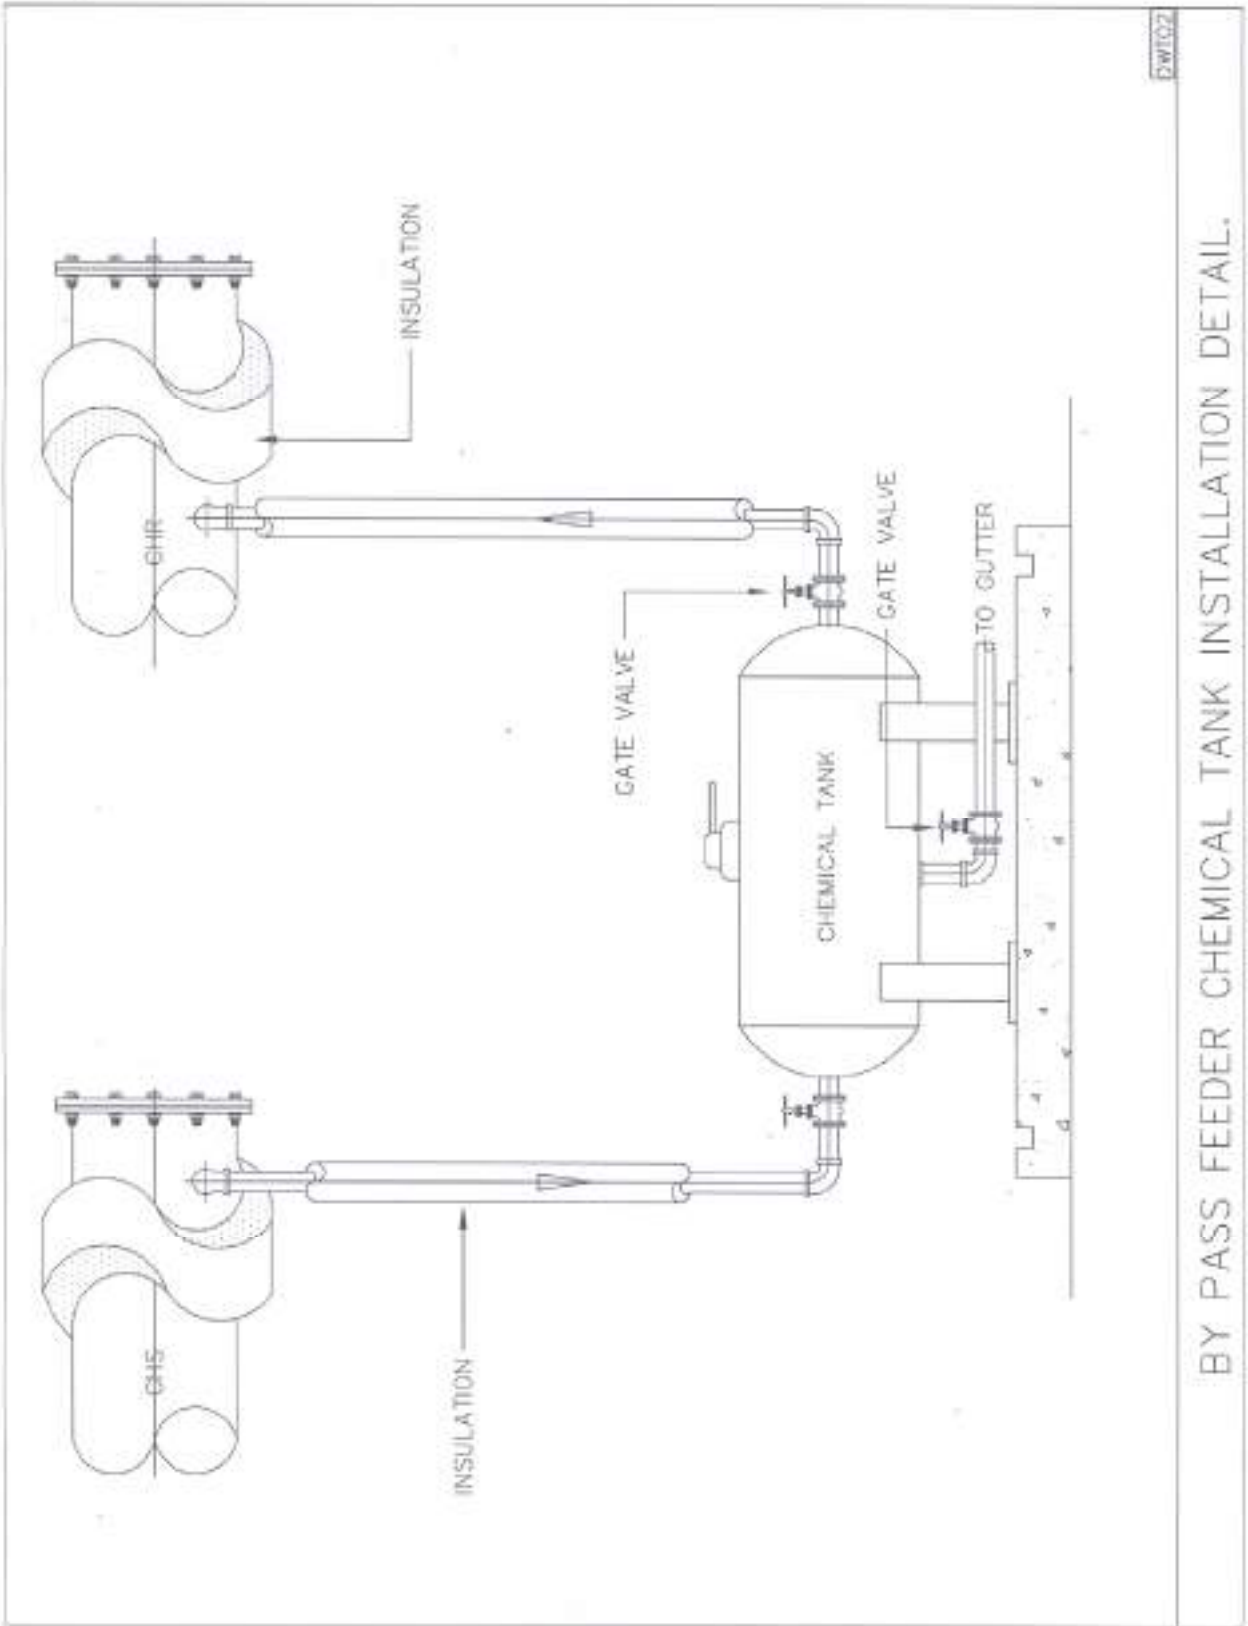 CHS
CHR
INSULATION
INSULATION
GATE VALVE
GATE VALVE
CHEMICAL TANK
TO GUTTER
DWT02
BY PASS FEEDER CHEMICAL TANK INSTALLATION DETAIL.